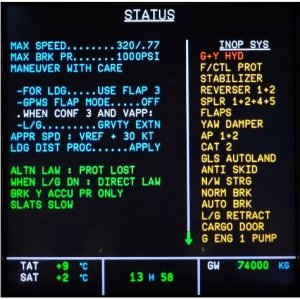 STATUS
MAX SPEED........320/.77
MAX BRK PR......1000PSI
MANEUVER WITH CARE
-FOR LDG.....USE FLAP 3
-GPWS FLAP MODE....OFF
.WHEN CONF 3 AND VAPP:
-L/G.........GRVTY EXTN
APPR SPD : VREF + 30 KT
LDG DIST PROC......APPLY
ALTN LAW : PROT LOST
WHEN L/G DN : DIRECT LAW
BRK Y ACCU PR ONLY
SLATS SLOW
INOP SYS
G+Y HYD
F/CTL PROT
STABILIZER
REVERSER 1+2
SPLR 1+2+4+5
FLAPS
YAW DAMPER
AP 1+2
CAT 2
GLS AUTOLAND
ANTI SKID
N/W STRG
NORM BRK
AUTO BRK
L/G RETRACT
CARGO DOOR
G ENG 1 PUMP
TAT +9 °C
SAT +2 °C
13 H 58
GW 74000 KG